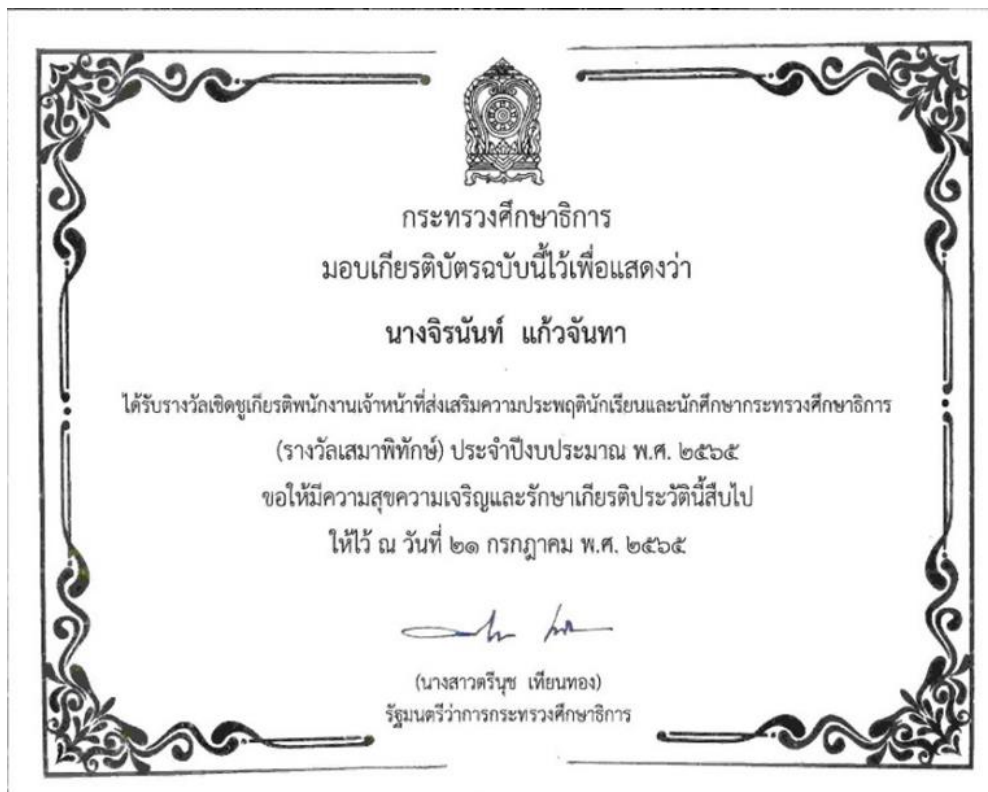 กระทรวงศึกษาธิการ
มอบเกียรติบัตรฉบับนี้ไว้เพื่อแสดงว่า
นางจิรนันท์ แก้วจันทา
ได้รับรางวัลเชิดชูเกียรติพนักงานเจ้าหน้าที่ส่งเสริมความประพฤตินักเรียนและนักศึกษากระทรวงศึกษาธิการ
(รางวัลเสมาพิทักษ์) ประจำปีงบประมาณ พ.ศ. ๒๕๖๕
ขอให้มีความสุขความเจริญและรักษาเกียรติประวัตินี้สืบไป
ให้ไว้ ณ วันที่ ๒๑ กรกฎาคม พ.ศ. ๒๕๖๕
(นางสาวตรีนุช เทียนทอง)
รัฐมนตรีว่าการกระทรวงศึกษาธิการ